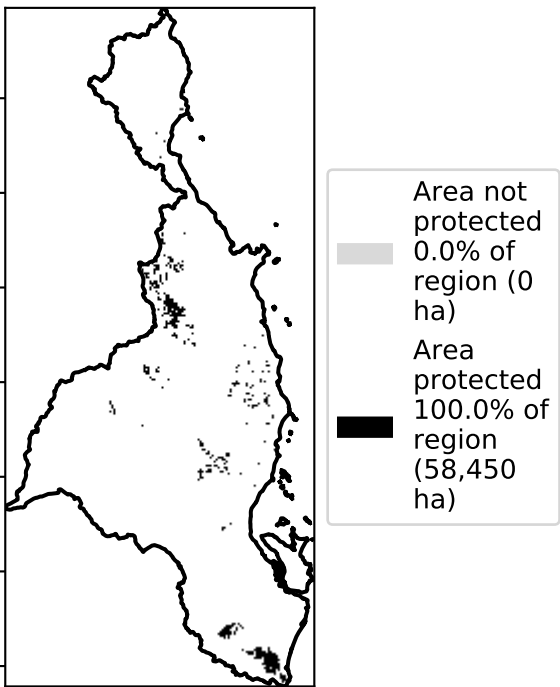 Area not
protected
0.0% of
region (0
ha)
Area
protected
100.0% of
region
(58,450
ha)